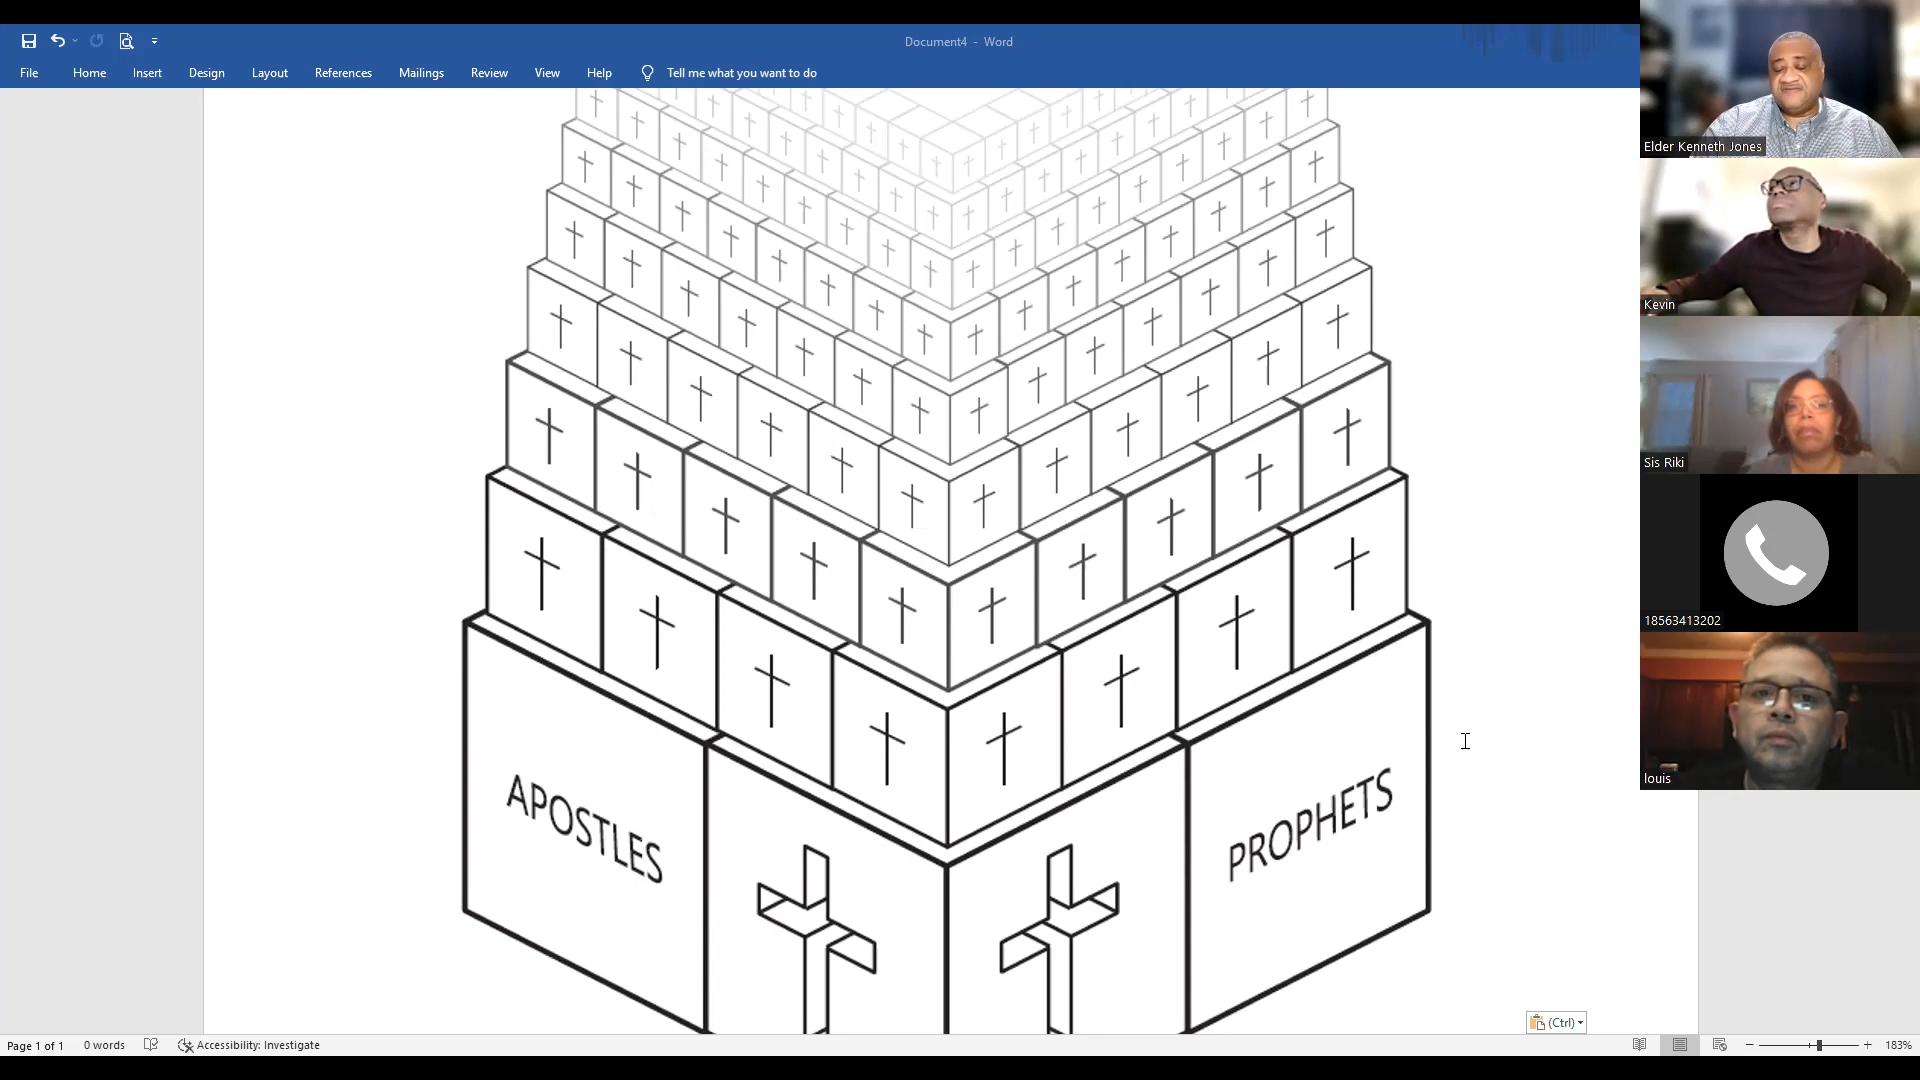 Document4 - Word
File Home Insert Design Layout References Mailings Review View Help Tell me what you want to do
Elder Kenneth Jones
Kevin
Sis Riki
18563413202
louis
APOSTLES
PROPHETS
(Ctrl)
Page 1 of 1 0 words Accessibility: Investigate 183%